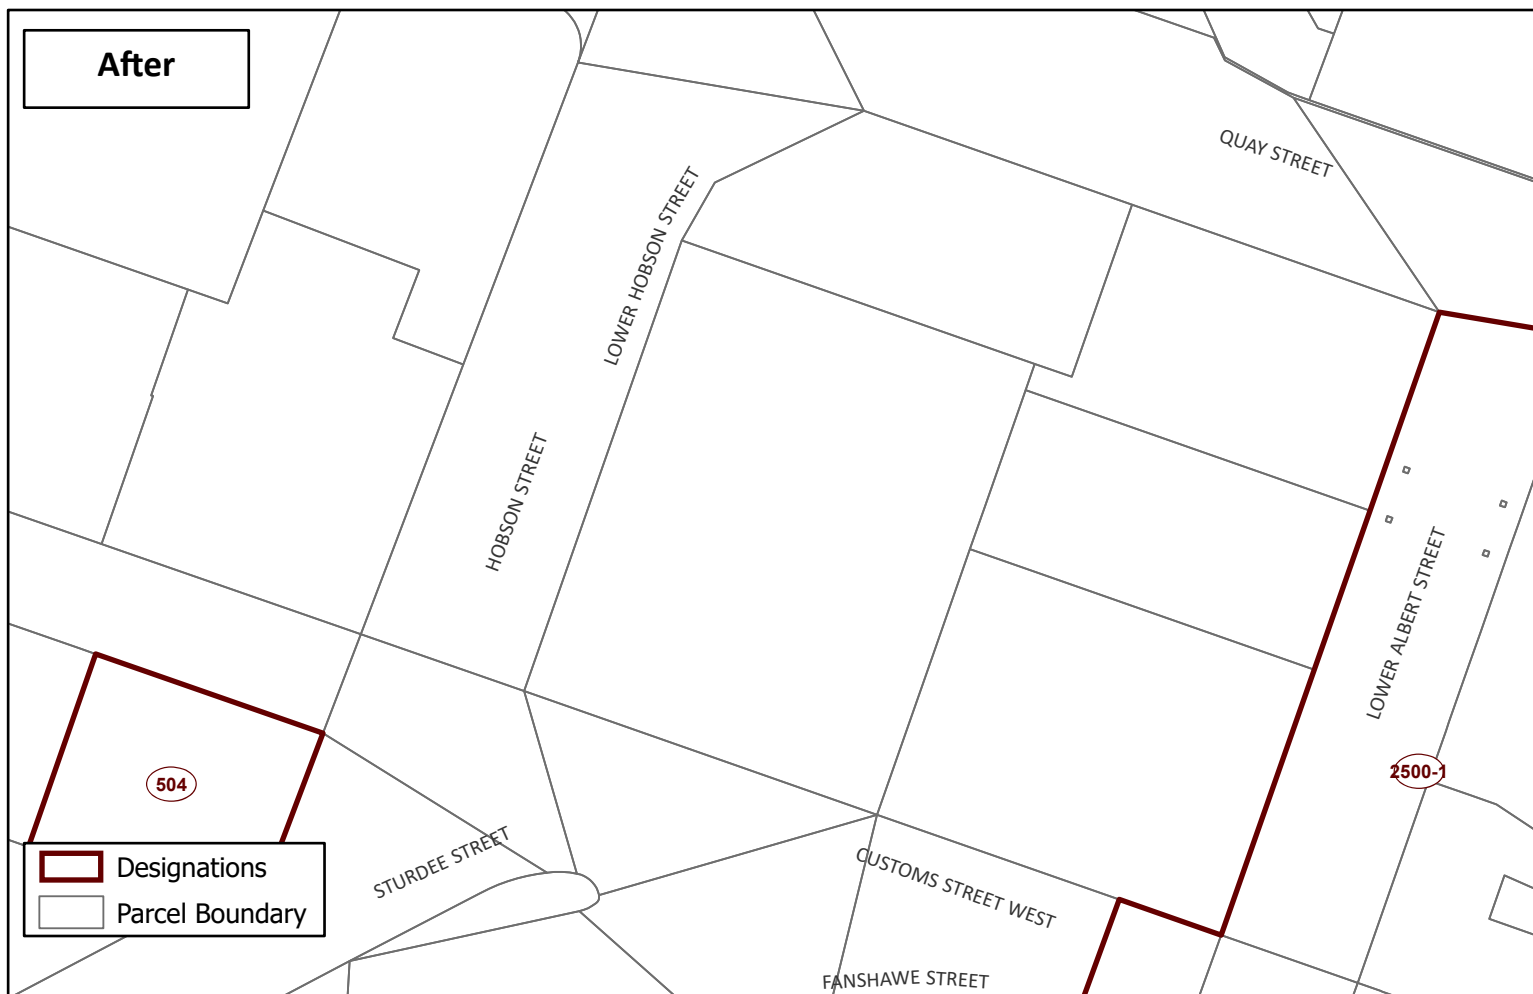 After
QUAY STREET
LOWER HOBSON STREET
HOBSON STREET
LOWER ALBERT STREET
2500-1
504
STURDEE STREET
CUSTOMS STREET WEST
FANSHAWE STREET
Designations
Parcel Boundary